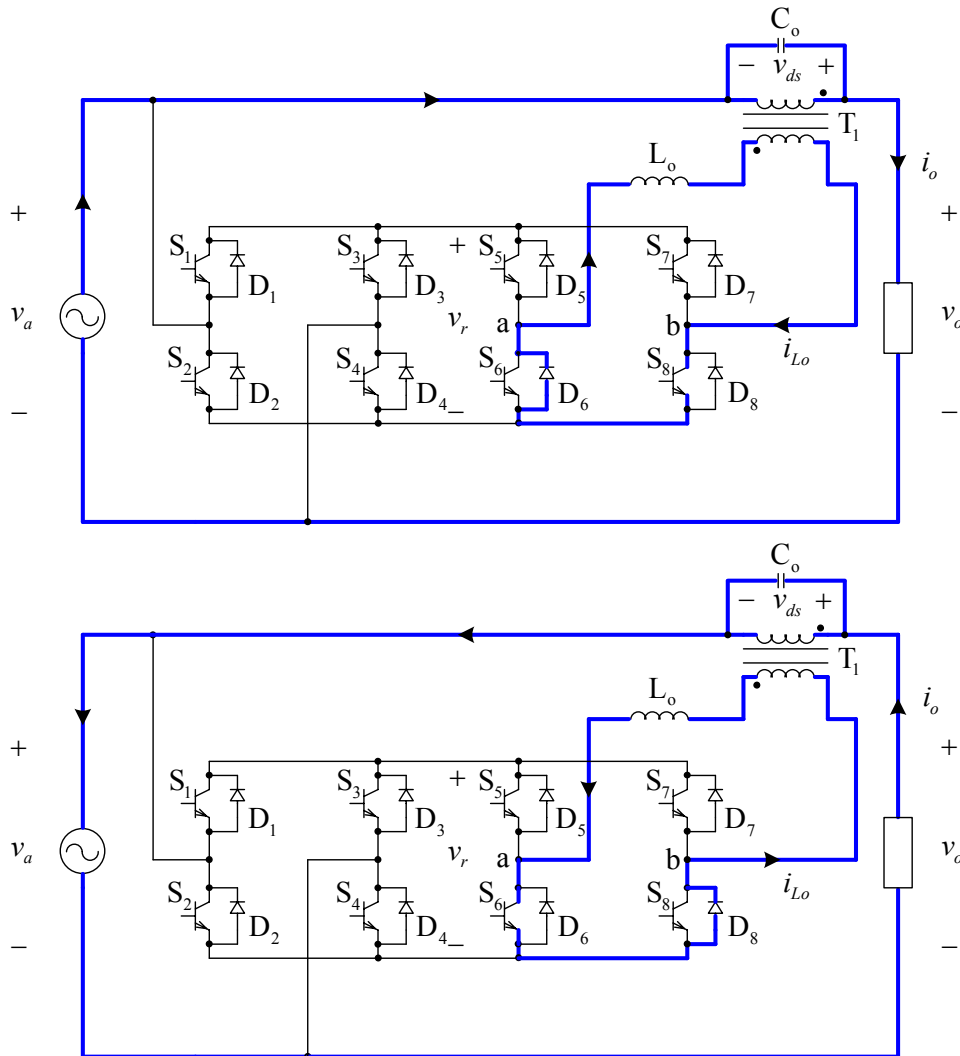 Co
− vds +
T1
Lo
io
+ + +
S1 S3 S5 S7
D1 D3 D5 D7
va vr a b vo
iLo
S2 S4 S6 S8
D2 D4 D6 D8
− − −
Co
− vds +
T1
Lo
io
+ + +
S1 S3 S5 S7
D1 D3 D5 D7
va vr a b vo
iLo
S2 S4 S6 S8
D2 D4 D6 D8
− − −